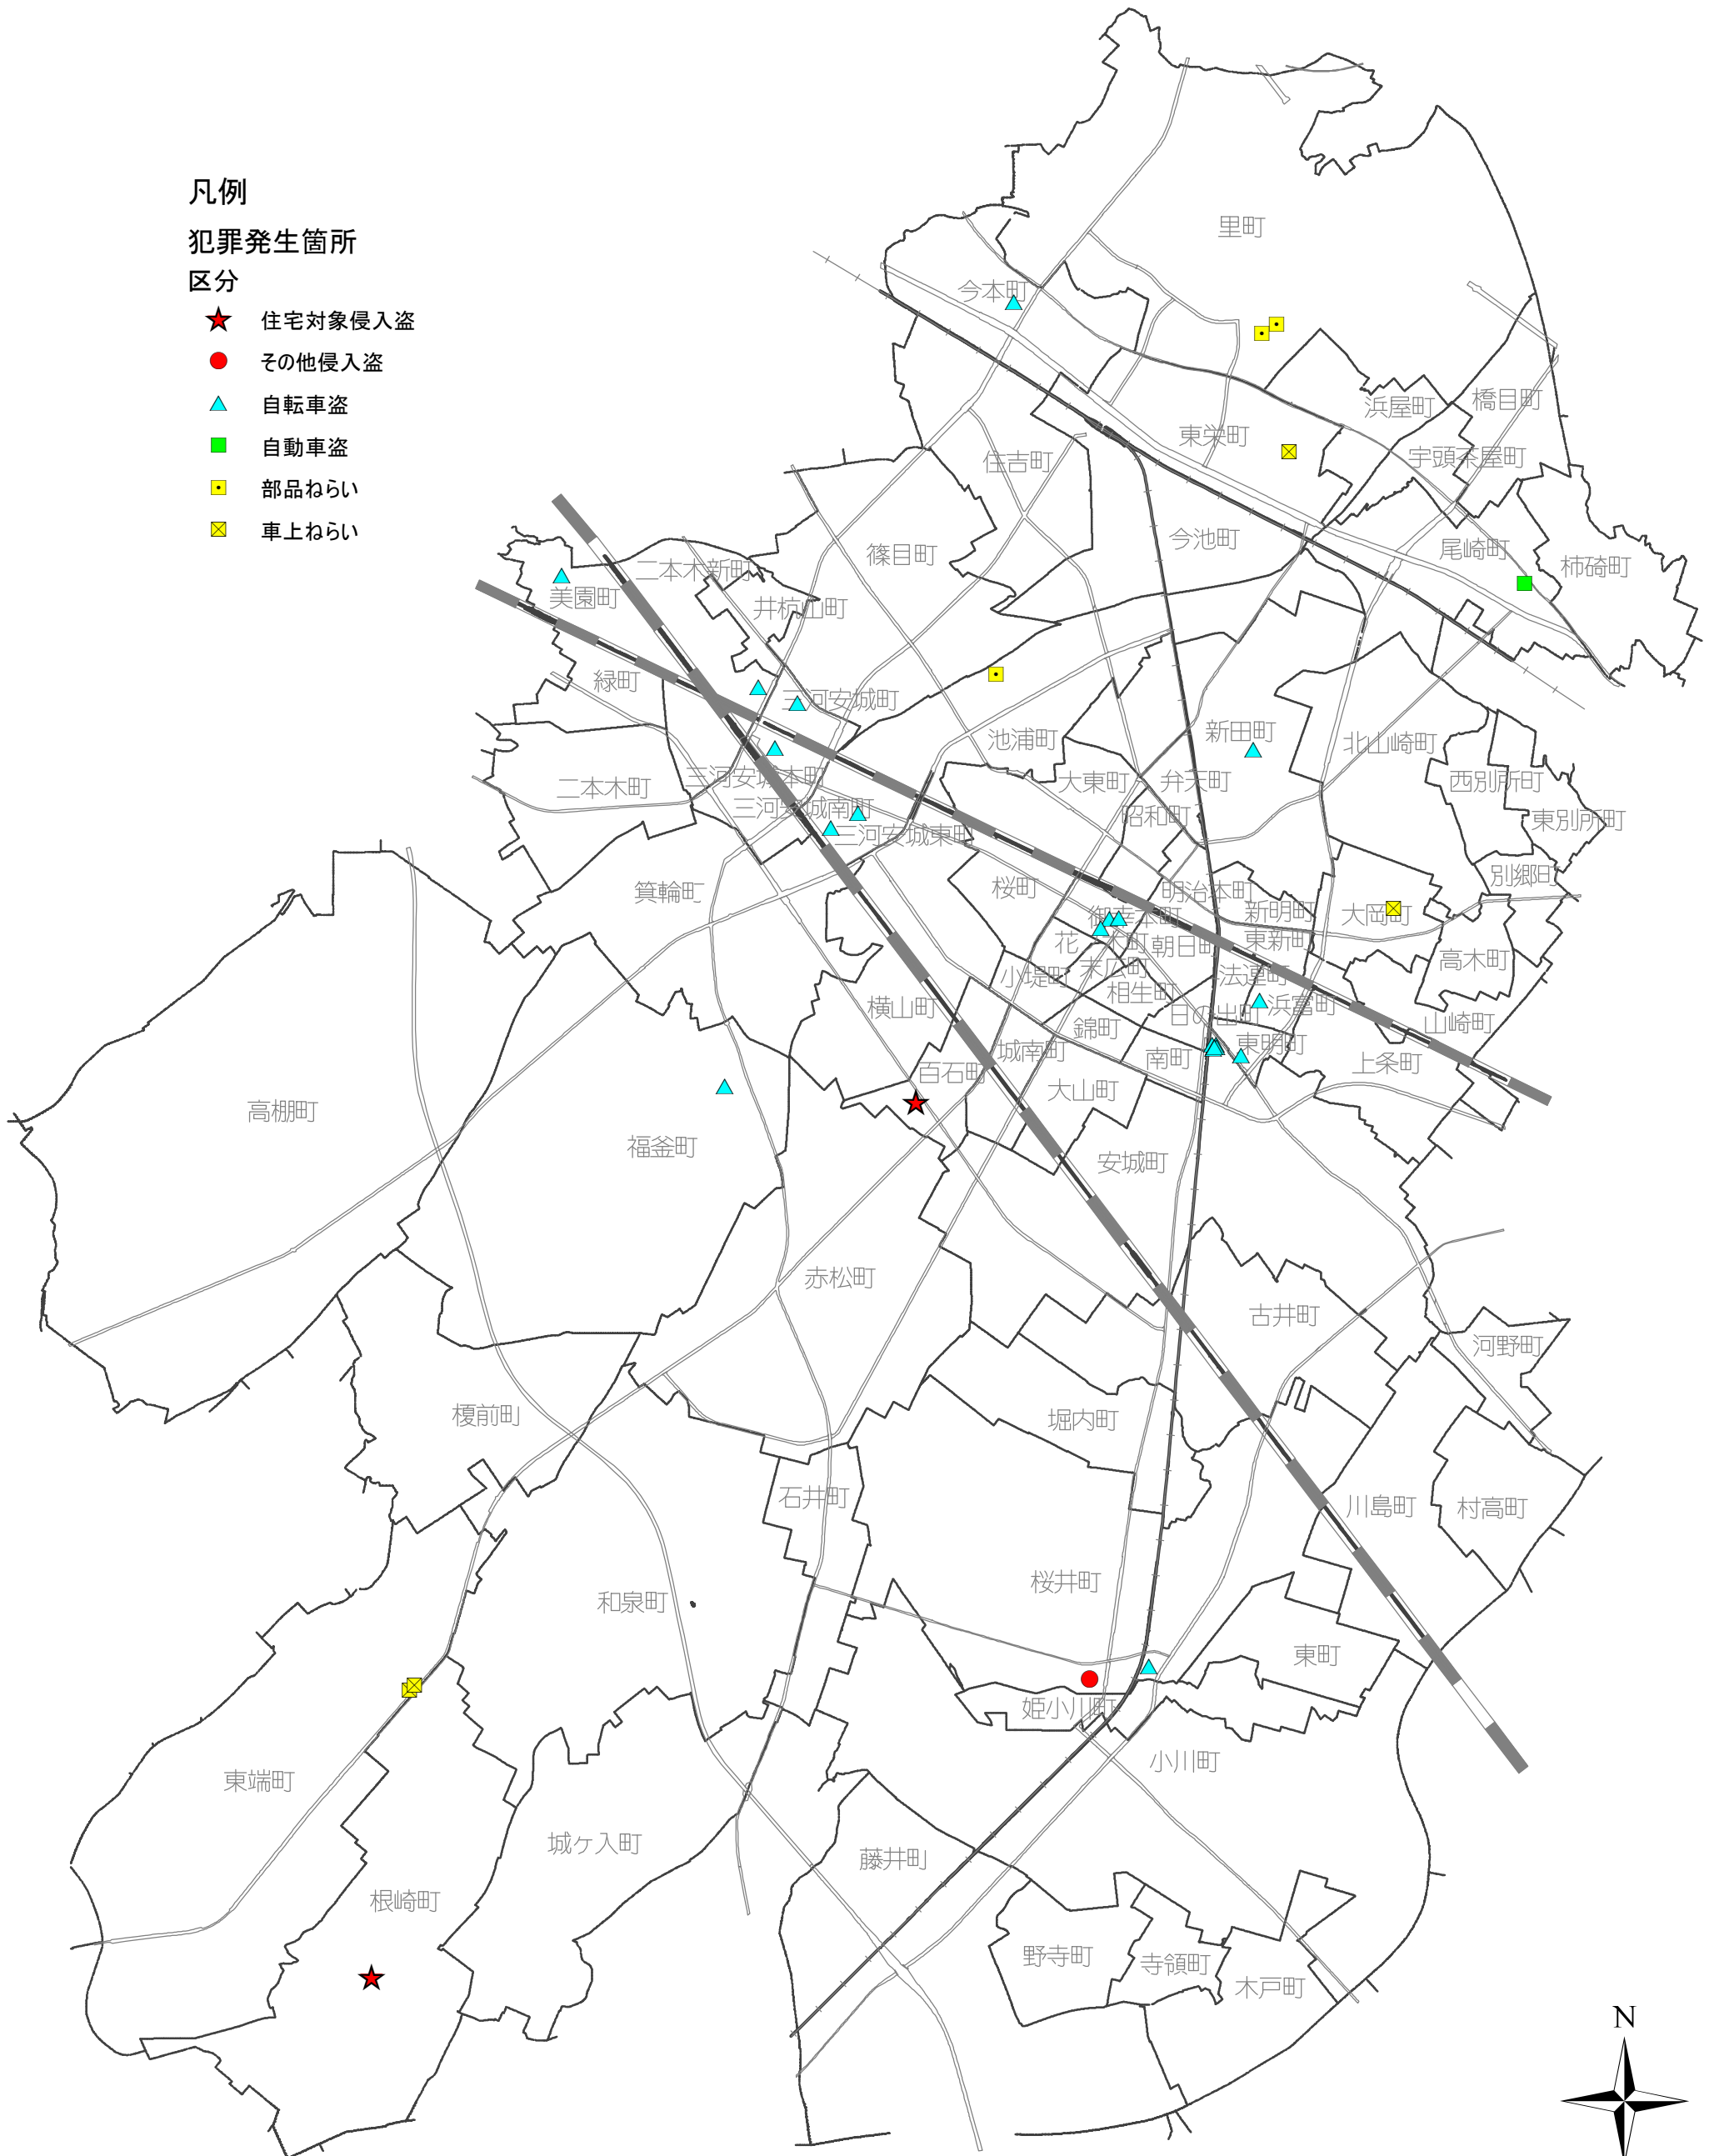 凡例
犯罪発生箇所
区分
住宅対象侵入盗
その他侵入盗
自転車盗
自動車盗
部品ねらい
車上ねらい
里町
今本町
浜屋町
橋目町
東栄町
住吉町
宇頭茶屋町
今池町
尾崎町
柿碕町
篠目町
二本木新町
美園町
井杭山町
緑町
三河安城町
新田町
池浦町
北山崎町
三河安城本町
大東町
弁天町
西別所町
二本木町
三河安城南町
昭和町
東別所町
三河安城東町
別郷町
箕輪町
桜町
明治本町
新明町
大岡町
御幸本町
花ノ木町
朝日町
東新町
高木町
末広町
小堤町
法連町
相生町
横山町
日の出町
浜富町
山崎町
錦町
城南町
南町
東明町
上条町
百石町
大山町
高棚町
福釜町
安城町
赤松町
古井町
河野町
榎前町
堀内町
石井町
川島町
村高町
桜井町
和泉町
東町
姫小川町
小川町
東端町
城ヶ入町
藤井町
根崎町
野寺町
寺領町
木戸町
N